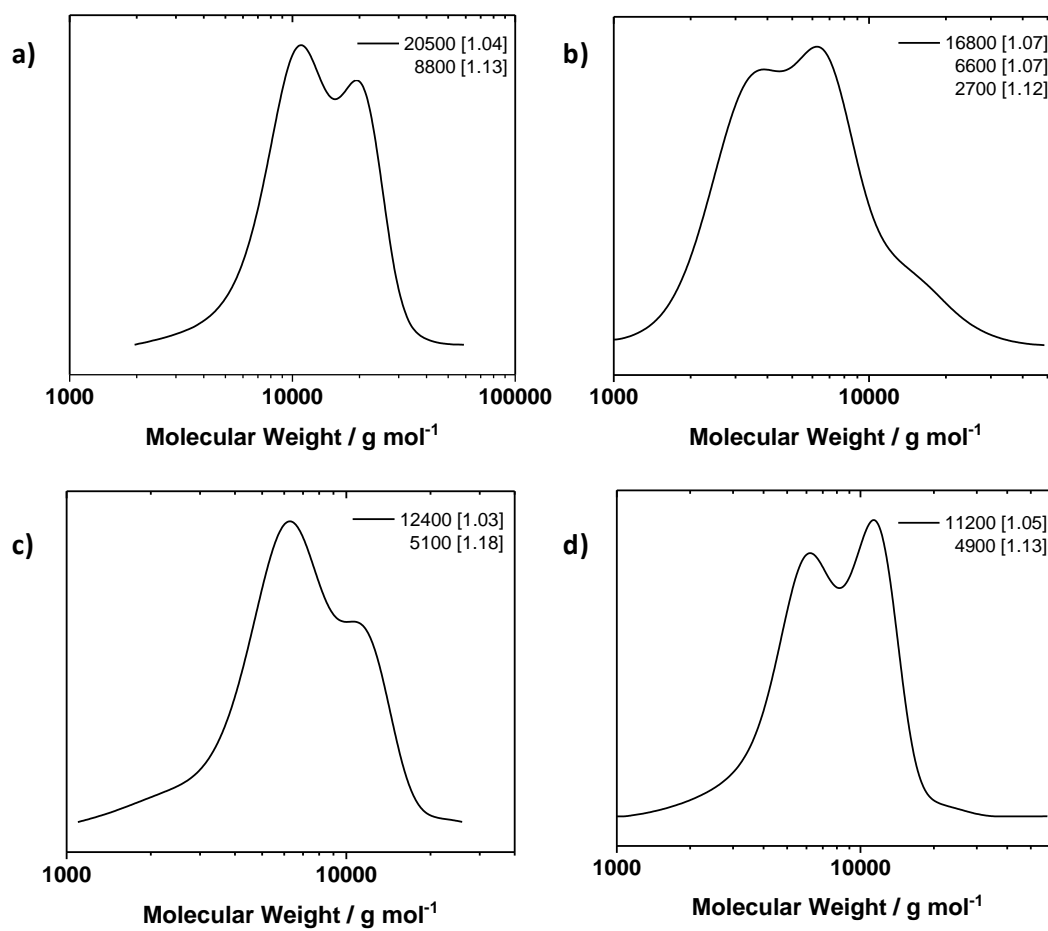 a)
20500 [1.04]
8800 [1.13]
1000 10000 100000
Molecular Weight / g mol⁻¹
b)
16800 [1.07]
6600 [1.07]
2700 [1.12]
1000 10000
Molecular Weight / g mol⁻¹
c)
12400 [1.03]
5100 [1.18]
1000 10000
Molecular Weight / g mol⁻¹
d)
11200 [1.05]
4900 [1.13]
1000 10000
Molecular Weight / g mol⁻¹